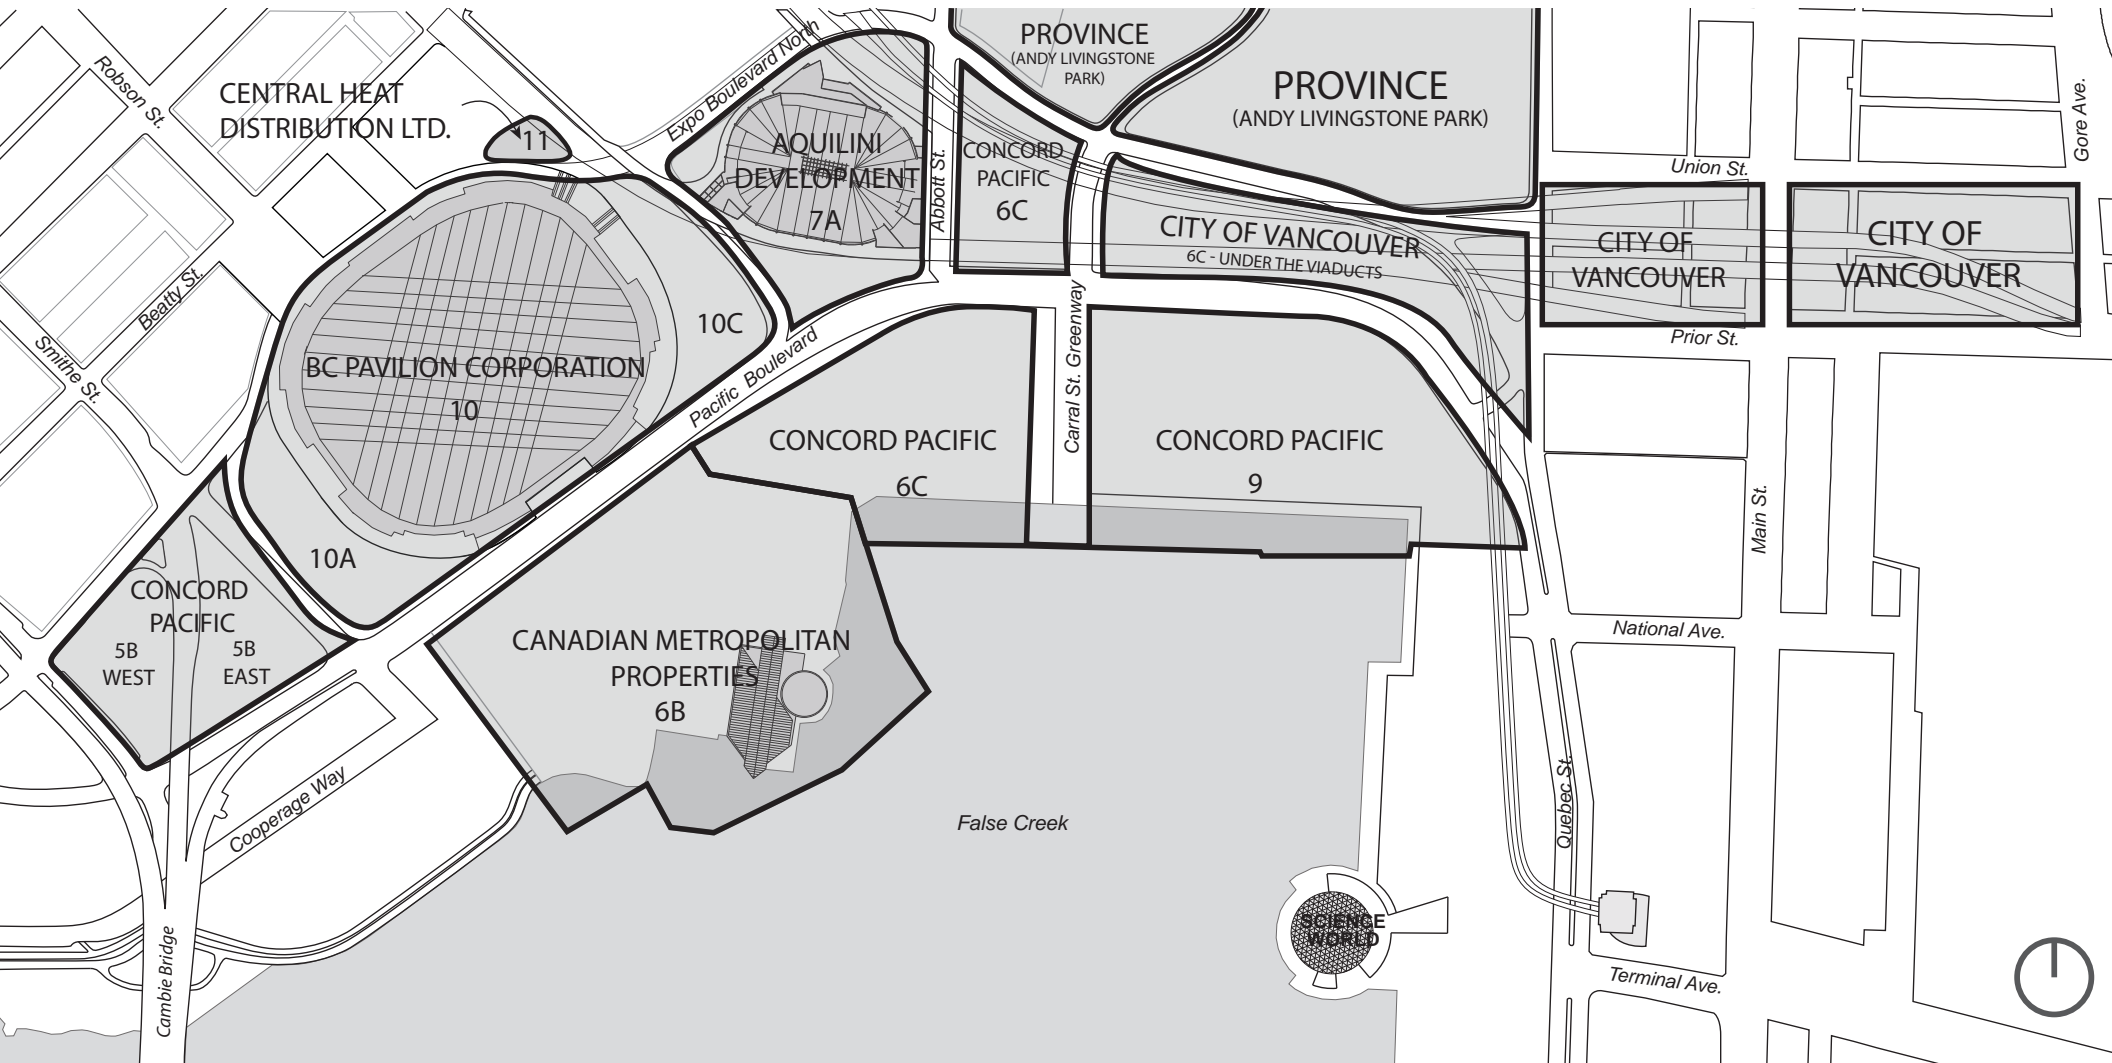 Robson St.
CENTRAL HEAT
DISTRIBUTION LTD.
11
Expo Boulevard North
AQUILINI
DEVELOPMENT
7A
Abbott St.
PROVINCE
(ANDY LIVINGSTONE
PARK)
PROVINCE
(ANDY LIVINGSTONE PARK)
CONCORD
PACIFIC
6C
Gore Ave.
Union St.
CITY OF VANCOUVER
6C - UNDER THE VIADUCTS
CITY OF
VANCOUVER
CITY OF
VANCOUVER
Prior St.
Beatty St.
Smithe St.
10C
BC PAVILION CORPORATION
10
10A
Pacific Boulevard
Carral St. Greenway
CONCORD PACIFIC
6C
CONCORD PACIFIC
9
Main St.
CONCORD
PACIFIC
5B
WEST
5B
EAST
CANADIAN METROPOLITAN
PROPERTIES
6B
National Ave.
Quebec St.
Cooperage Way
False Creek
SCIENCE
WORLD
Cambie Bridge
Terminal Ave.